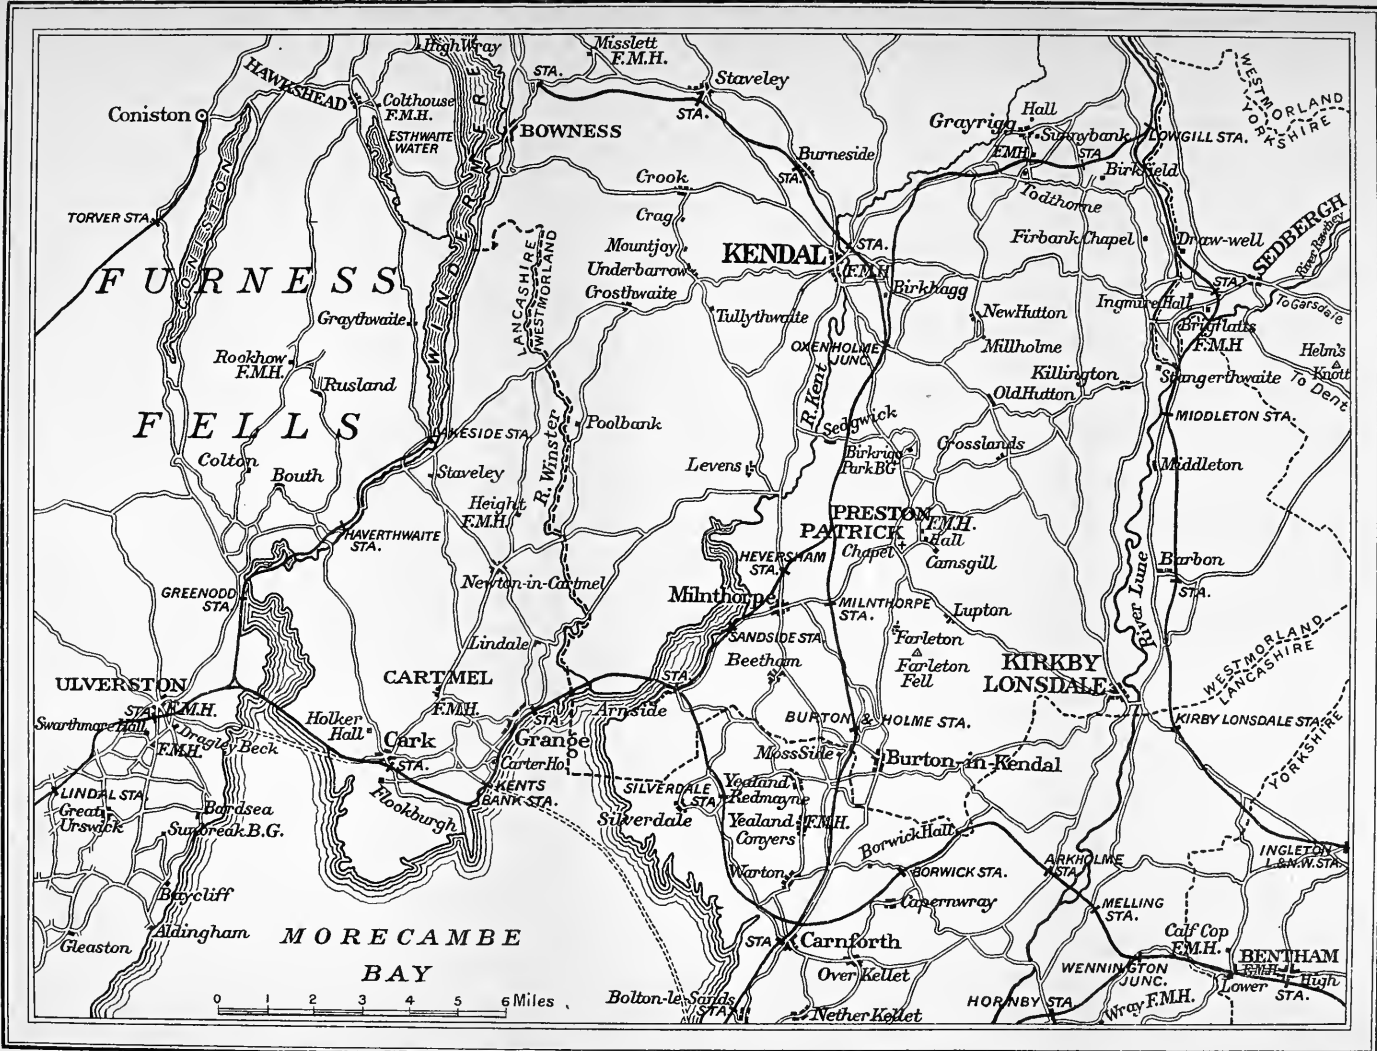 High Wray
Misslett
F.M.H.
STA.
Staveley
STA.
HAWKSHEAD
Coniston
Colthouse
F.M.H.
ESTHWAITE
WATER
BOWNESS
WINDERMERE
CONISTON
TORVER STA.
Burneside
STA.
Crook
Crag
Mountjoy
Underbarrow
Crosthwaite
Tullythwaite
KENDAL
STA.
F.M.H.
Birkhagg
OXENHOLME
JUNC.
Grayrigg
Hall
Sunnybank
F.M.H.
STA
LOWGILL STA.
Birkfield
Todthorne
WESTMORLAND
YORKSHIRE
Firbank Chapel
Draw-well
SEDBERGH
River Rawthey
STA.
To Garsdale
Ingmire Hall
Brigflatts
F.M.H
Helm's
Knott
To Dent
New Hutton
Millholme
Killington
Stangerthwaite
Old Hutton
MIDDLETON STA.
Middleton
FURNESS
FELLS
LANCASHIRE
WESTMORLAND
Graythwaite
Rookhow
F.M.H.
Rusland
LAKESIDE STA.
Colton
Bouth
Staveley
Height
F.M.H.
R. Winster
Poolbank
R. Kent
Sedgwick
Levens
Birkrigg
Park BG
Crosslands
PRESTON
PATRICK
F.M.H.
Hall
Chapel
Camsgill
HAVERTHWAITE
STA.
HEVERSHAM
STA.
Newton-in-Cartmel
GREENODD
STA.
Milnthorpe
MILNTHORPE
STA.
Lupton
SANDSIDE STA.
Farleton
Farleton
Fell
Barbon
STA.
River Lune
Lindale
Beetham
KIRKBY
LONSDALE
WESTMORLAND
LANCASHIRE
ULVERSTON
STA.
F.M.H.
Swarthmore Hall
F.M.H.
Dragley Beck
CARTMEL
F.M.H.
Holker
Hall
Cark
STA.
STA.
Grange
Carter Ho.
KENTS
BANK STA.
Flookburgh
STA.
Arnside
BURTON & HOLME STA.
Moss Side
Burton-in-Kendal
KIRBY LONSDALE STA.
YORKSHIRE
LINDAL STA.
Great
Urswick
Bardsea
Sunbreak B.G.
SILVERDALE
STA
Silverdale
Yealand
Redmayne
Yealand
Conyers
F.M.H.
Borwick Hall
INGLETON
L.& N.W. STA.
Warton
BORWICK STA.
ARKHOLME
STA.
Baycliff
Capernwray
MELLING
STA.
Gleaston
Aldingham
MORECAMBE
BAY
STA
Carnforth
Over Kellet
Calf Cop
F.M.H.
BENTHAM
F.M.H.
WENNINGTON
JUNC.
Lower
High
STA.
0 1 2 3 4 5 6 Miles
Bolton-le-Sands
STA.
Nether Kellet
HORNBY STA.
Wray F.M.H.